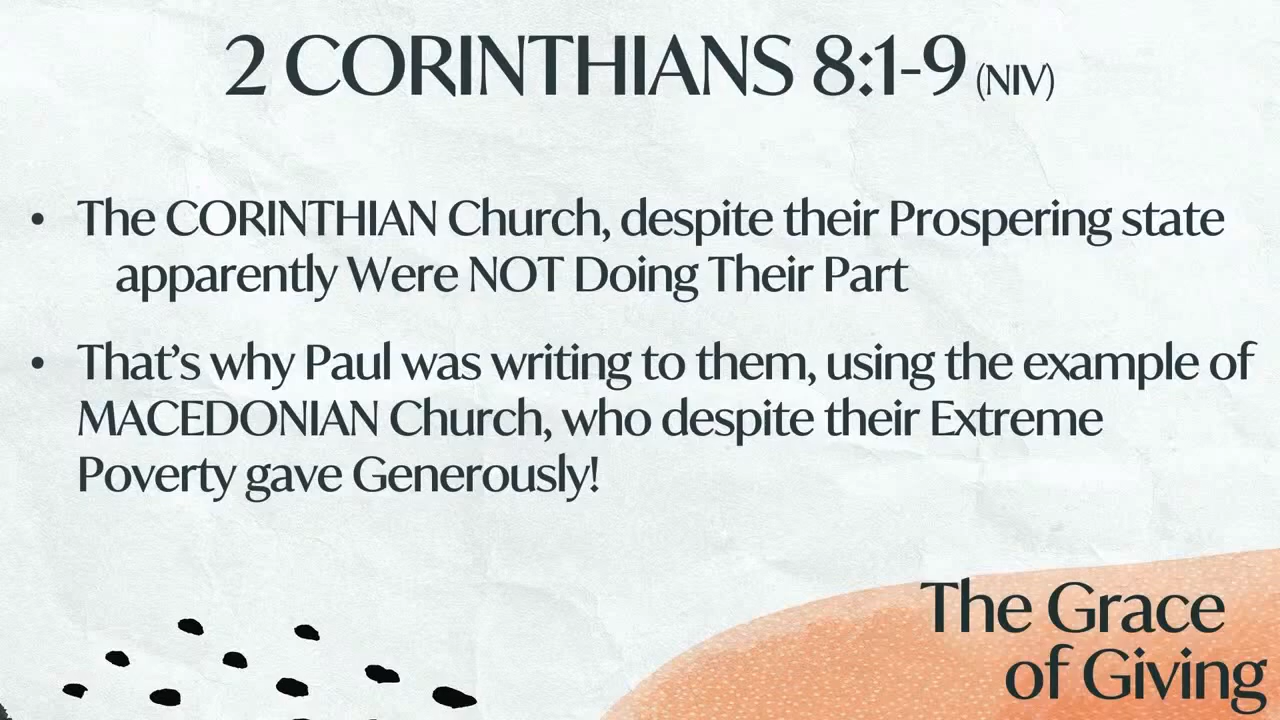 2 CORINTHIANS 8:1-9 (NIV)
• The CORINTHIAN Church, despite their Prospering state
apparently Were NOT Doing Their Part
• That’s why Paul was writing to them, using the example of
MACEDONIAN Church, who despite their Extreme
Poverty gave Generously!
The Grace
of Giving